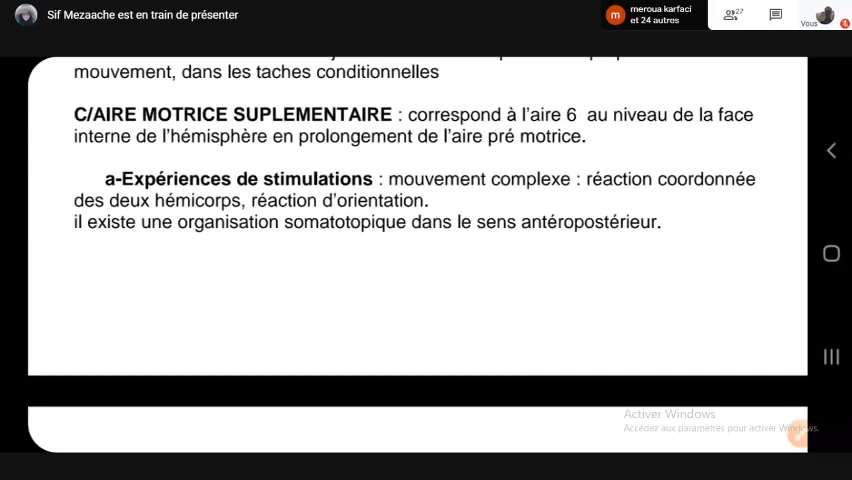 Sif Mezaache est en train de présenter
meroua karfaci
et 24 autres
27
Vous
mouvement, dans les taches conditionnelles
C/AIRE MOTRICE SUPLEMENTAIRE : correspond à l'aire 6 au niveau de la face
interne de l'hémisphère en prolongement de l'aire pré motrice.
a-Expériences de stimulations : mouvement complexe : réaction coordonnée
des deux hémicorps, réaction d'orientation.
il existe une organisation somatotopique dans le sens antéropostérieur.
Activer Windows
Accédez aux paramètres pour activer Windows.